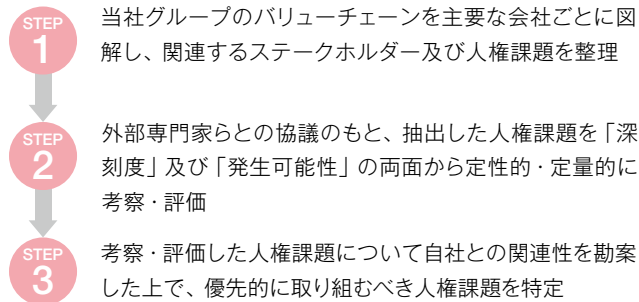 STEP
1
当社グループのバリューチェーンを主要な会社ごとに図
解し、関連するステークホルダー及び人権課題を整理
STEP
2
外部専門家らとの協議のもと、抽出した人権課題を「深
刻度」及び「発生可能性」の両面から定性的・定量的に
考察・評価
STEP
3
考察・評価した人権課題について自社との関連性を勘案
した上で、優先的に取り組むべき人権課題を特定